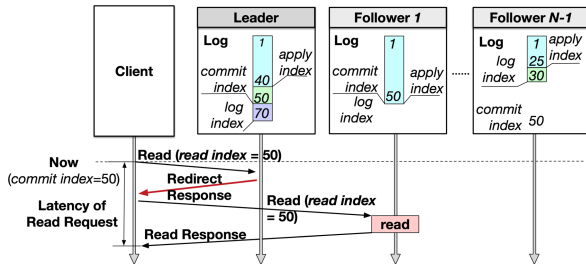 Leader
Follower 1
Follower N-1
Client
Log
1
apply
index
commit
index
40
50
log
index
70
Log
1
commit
index
50
apply
index
log
index
......
Log
1
log
index
25
30
apply
index
commit
index
50
Now
(commit index=50)
Read (read index = 50)
Redirect
Response
Latency of
Read Request
Read (read index
= 50)
read
Read Response